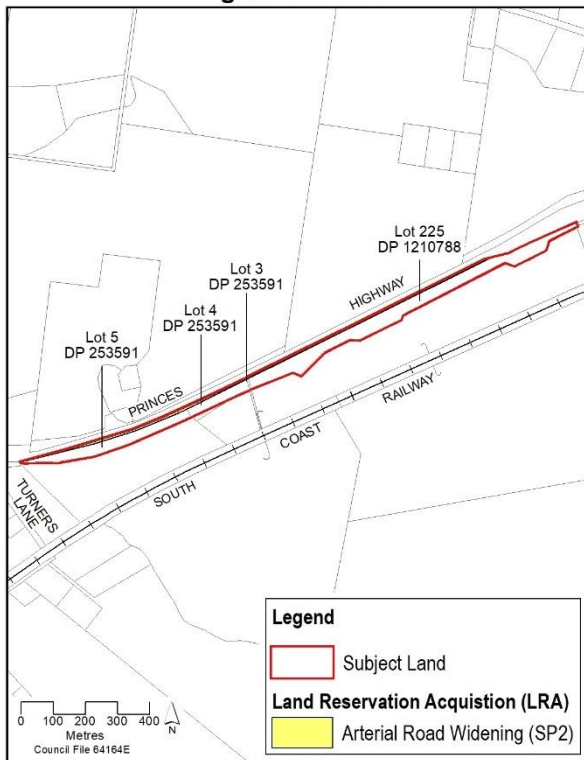 Lot 225
DP 1210788
Lot 3
DP 253591
Lot 4
DP 253591
Lot 5
DP 253591
HIGHWAY
PRINCES
RAILWAY
COAST
SOUTH
TURNERS
LANE
Legend
Subject Land
Land Reservation Acquistion (LRA)
Arterial Road Widening (SP2)
0 100 200 300 400
Metres
Council File 64164E
N